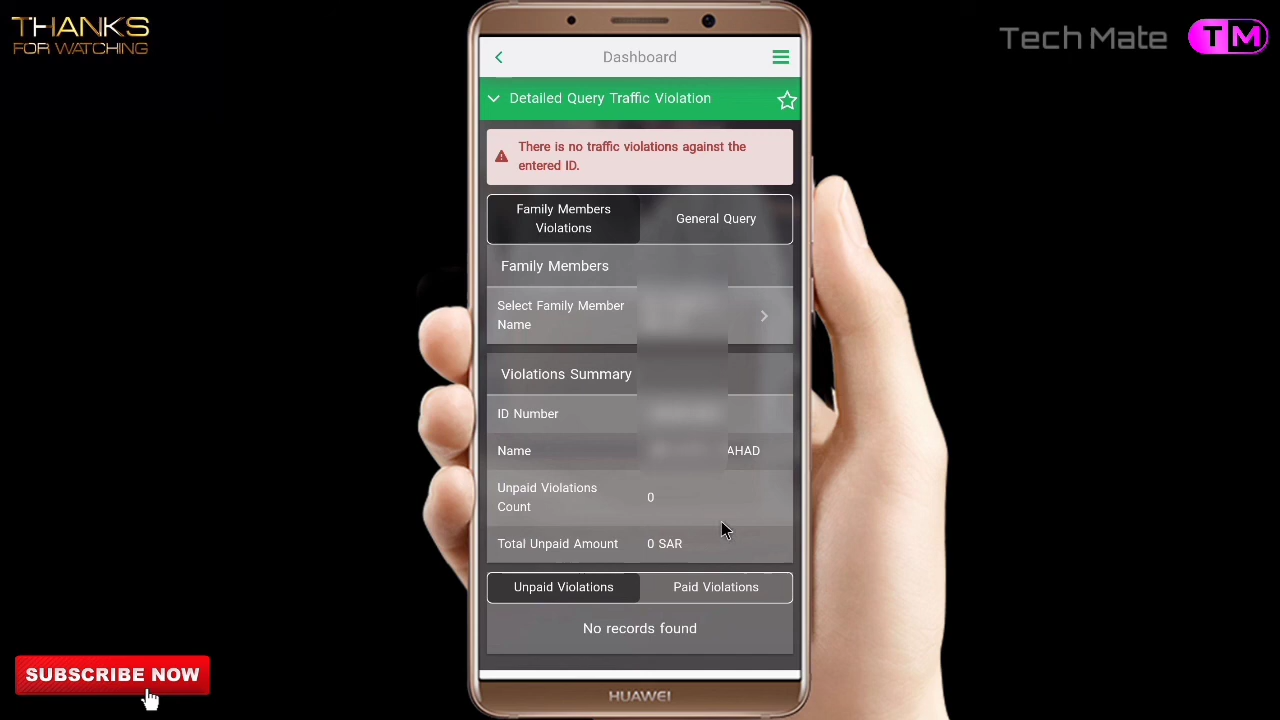 THANKS
FOR WATCHING
Tech Mate
TM
Dashboard
Detailed Query Traffic Violation
There is no traffic violations against the
entered ID.
Family Members
Violations
General Query
Family Members
Select Family Member
Name
Violations Summary
ID Number
Name
AHAD
Unpaid Violations
Count
0
Total Unpaid Amount
0 SAR
Unpaid Violations
Paid Violations
No records found
HUAWEI
SUBSCRIBE NOW